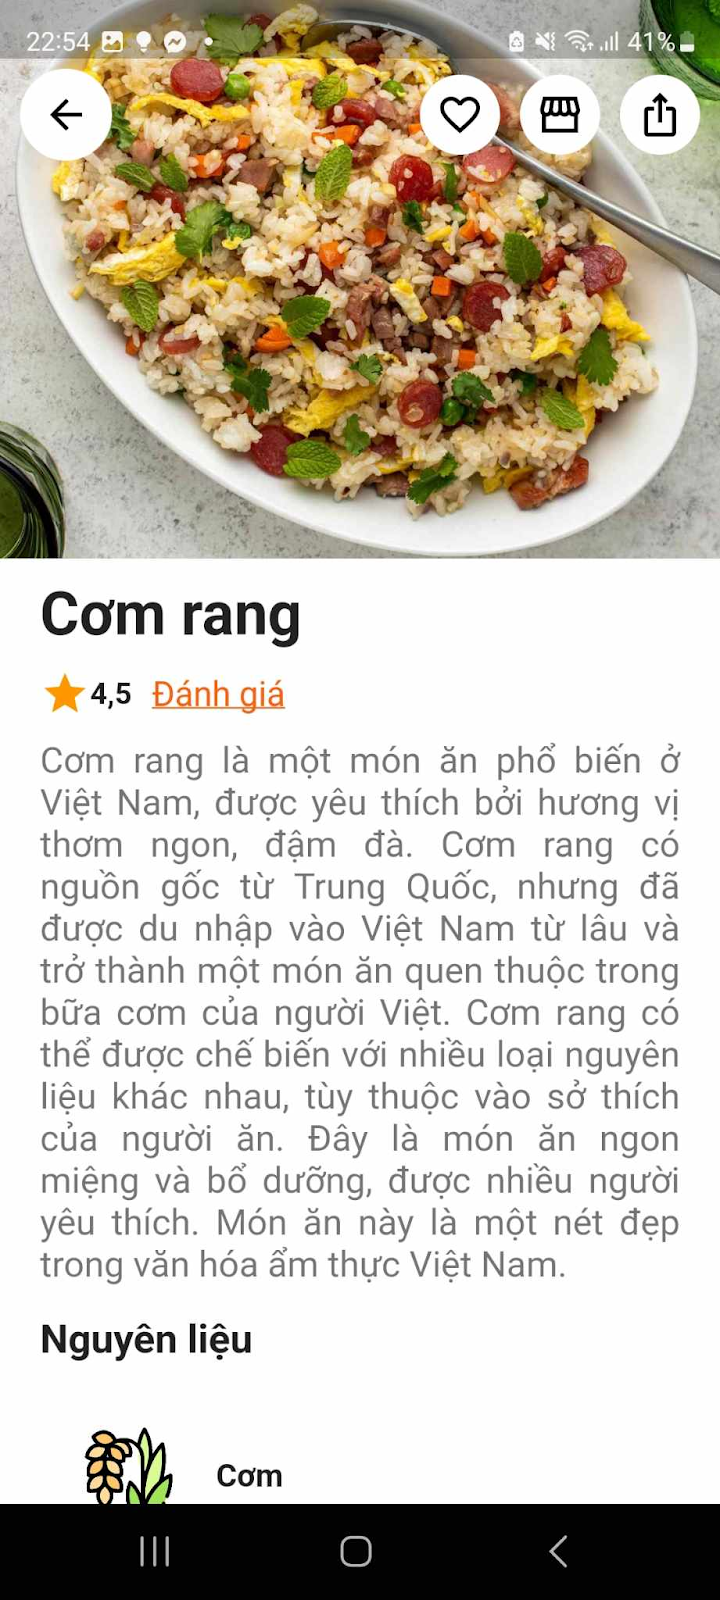 22:54
41%
Cơm rang
4,5 Đánh giá
Cơm rang là một món ăn phổ biến ở
Việt Nam, được yêu thích bởi hương vị
thơm ngon, đậm đà. Cơm rang có
nguồn gốc từ Trung Quốc, nhưng đã
được du nhập vào Việt Nam từ lâu và
trở thành một món ăn quen thuộc trong
bữa cơm của người Việt. Cơm rang có
thể được chế biến với nhiều loại nguyên
liệu khác nhau, tùy thuộc vào sở thích
của người ăn. Đây là món ăn ngon
miệng và bổ dưỡng, được nhiều người
yêu thích. Món ăn này là một nét đẹp
trong văn hóa ẩm thực Việt Nam.
Nguyên liệu
Cơm